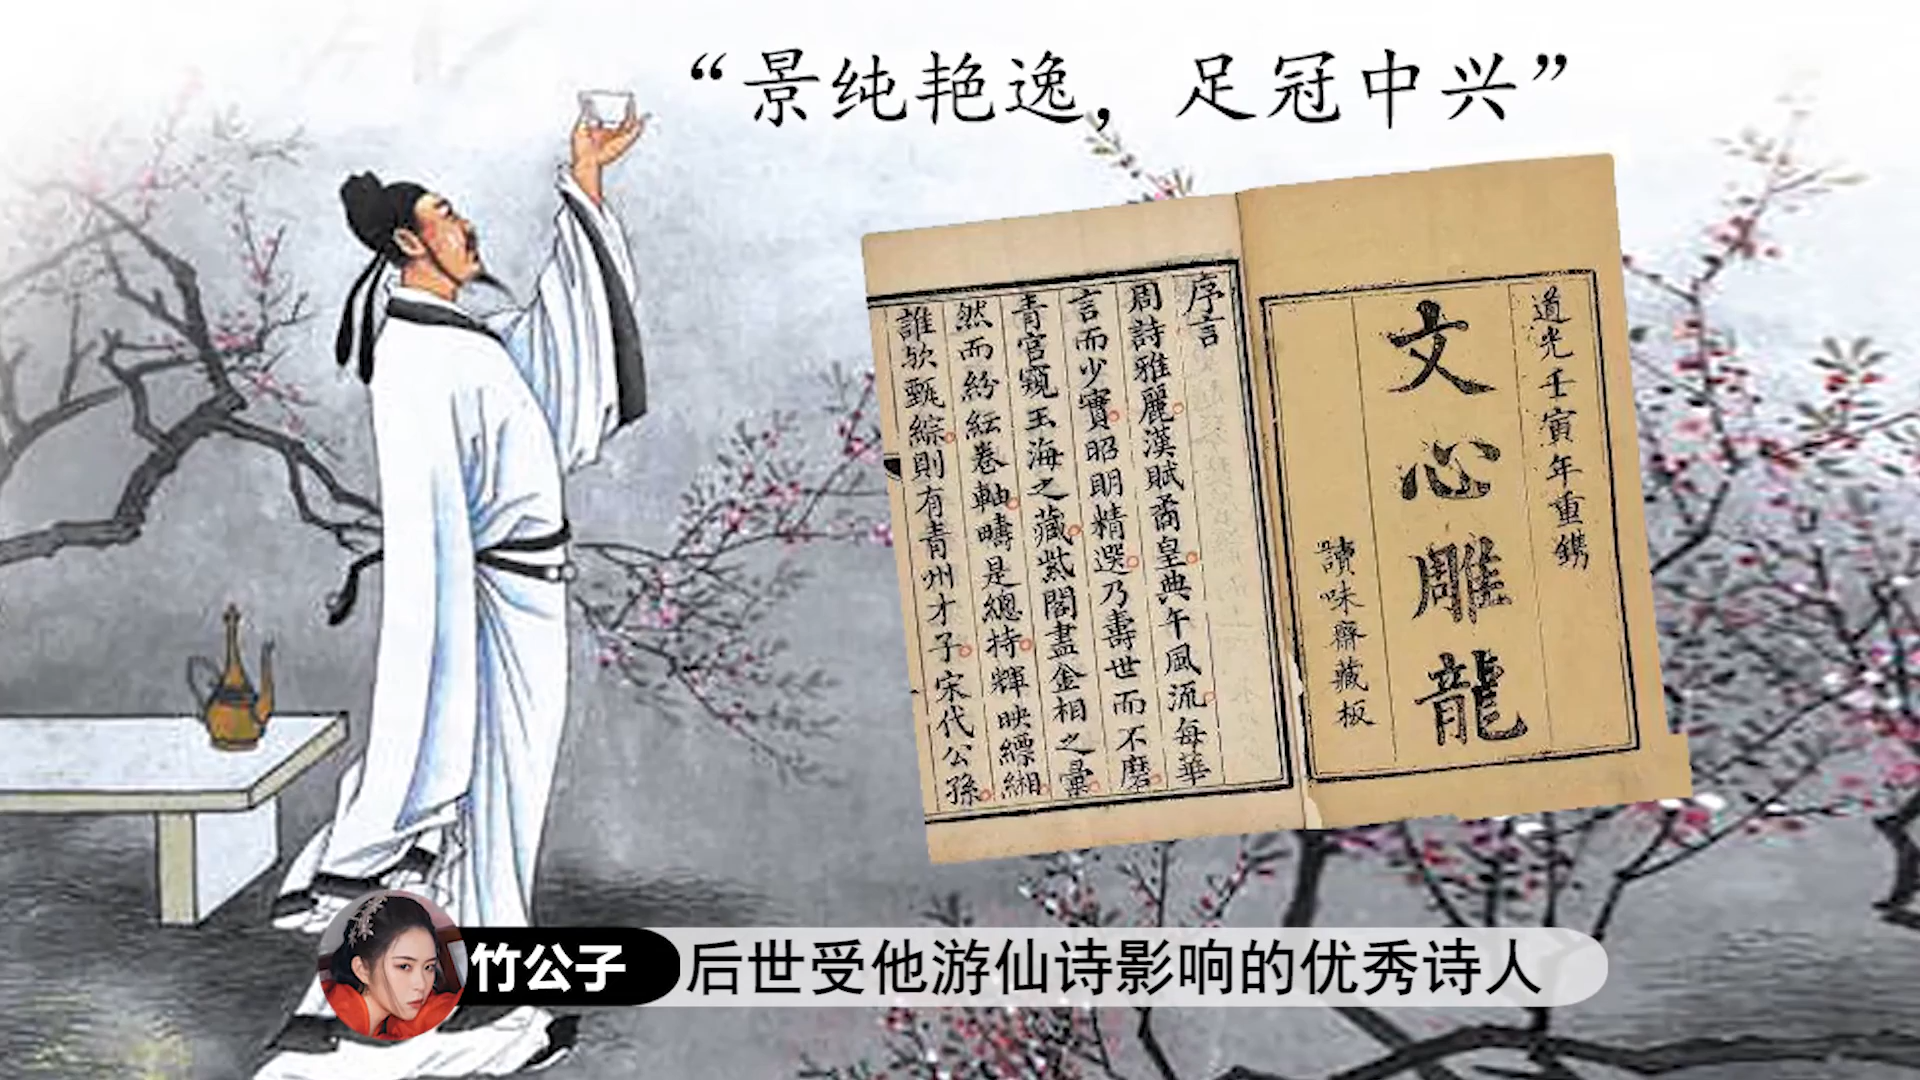 “景纯艳逸，足冠中兴”
道光壬寅年重鐫
文心雕龍
讀味齋藏板
序言
周詩雅麗漢賦矞皇典午風流每華
言而少實昭明精選乃壽世而不磨
青宮窺玉海之藏紫閣盡金相之彙
然而紛紜卷軸疇是總持輝映縹緗
誰欤甄綜則有青州才子宋代公孫
竹公子
后世受他游仙诗影响的优秀诗人